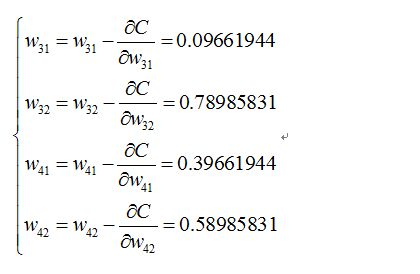 w₃₁ = w₃₁ − ∂C/∂w₃₁ = 0.09661944
w₃₂ = w₃₂ − ∂C/∂w₃₂ = 0.78985831
w₄₁ = w₄₁ − ∂C/∂w₄₁ = 0.39661944
w₄₂ = w₄₂ − ∂C/∂w₄₂ = 0.58985831